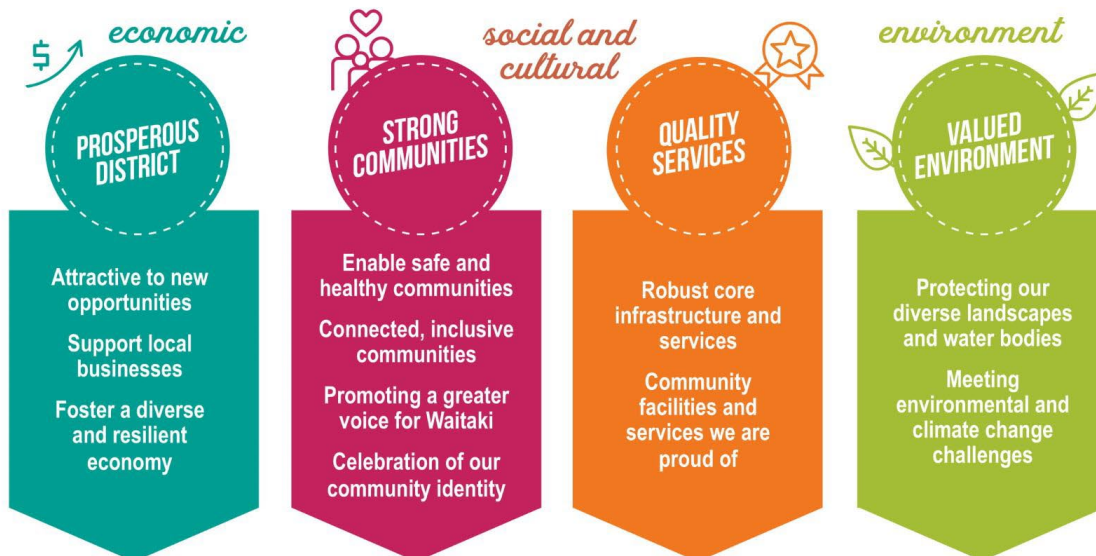 economic
$
PROSPEROUS
DISTRICT
Attractive to new
opportunities
Support local
businesses
Foster a diverse
and resilient
economy
social and
cultural
STRONG
COMMUNITIES
Enable safe and
healthy communities
Connected, inclusive
communities
Promoting a greater
voice for Waitaki
Celebration of our
community identity
QUALITY
SERVICES
Robust core
infrastructure and
services
Community
facilities and
services we are
proud of
environment
VALUED
ENVIRONMENT
Protecting our
diverse landscapes
and water bodies
Meeting
environmental and
climate change
challenges